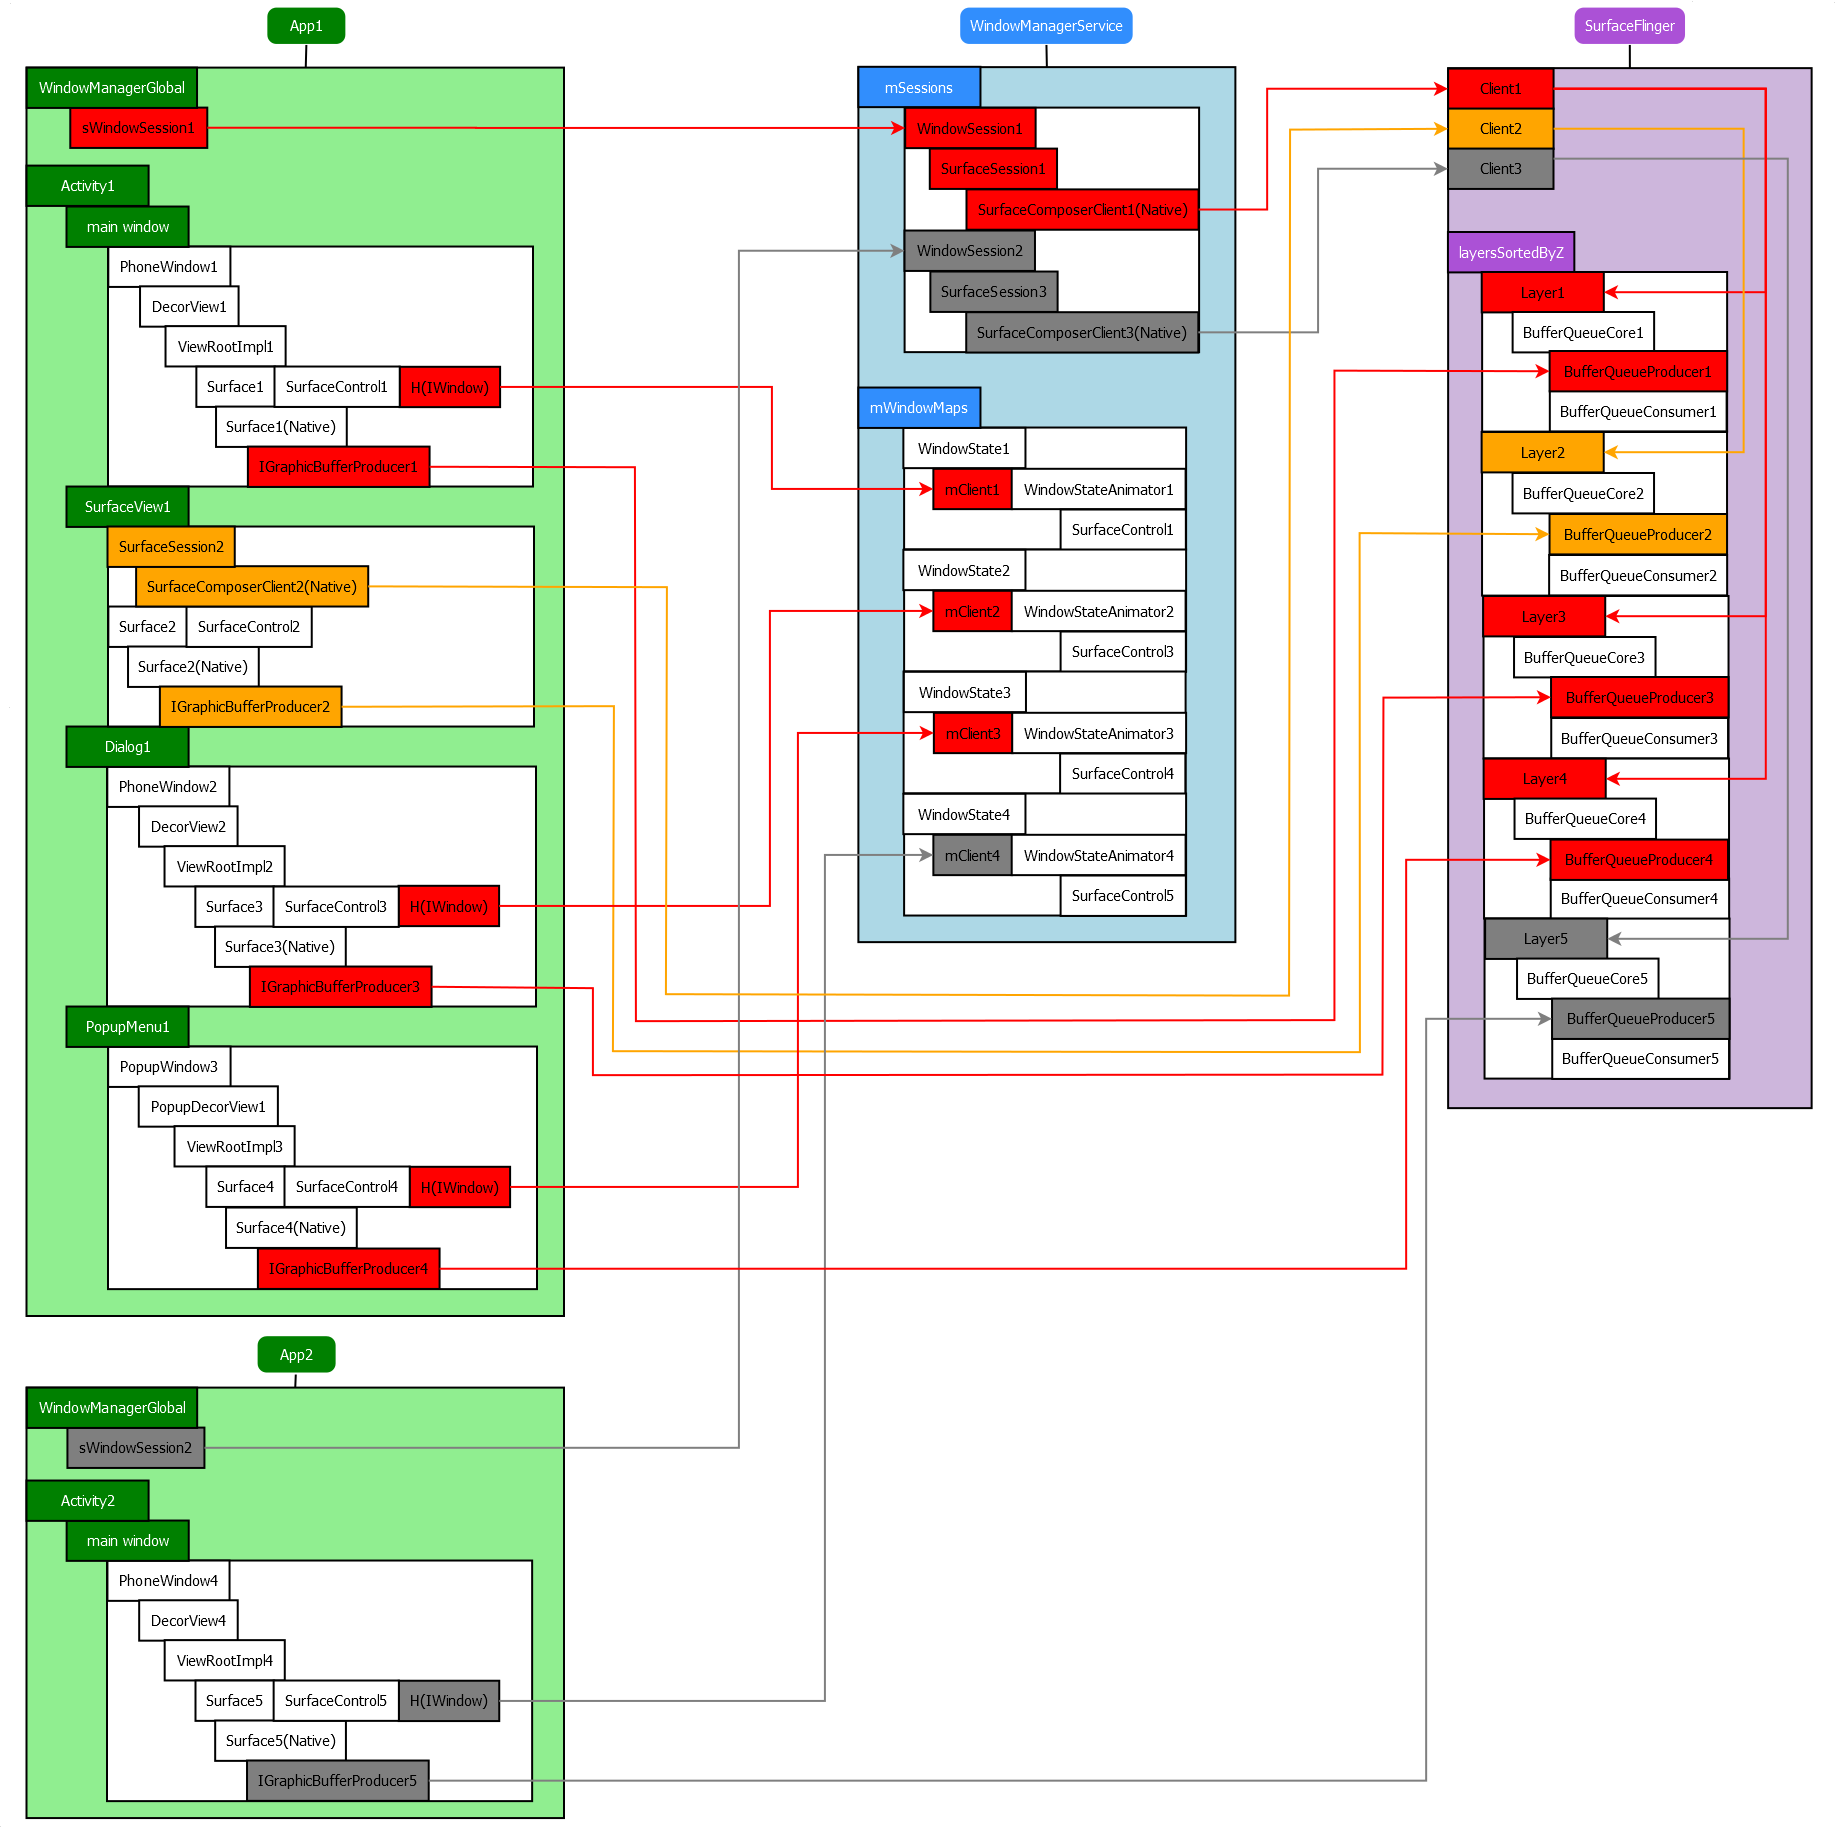 App1
WindowManagerGlobal
sWindowSession1
Activity1
main window
PhoneWindow1
DecorView1
ViewRootImpl1
Surface1 SurfaceControl1 H(IWindow)
Surface1(Native)
IGraphicBufferProducer1
SurfaceView1
SurfaceSession2
SurfaceComposerClient2(Native)
Surface2 SurfaceControl2
Surface2(Native)
IGraphicBufferProducer2
Dialog1
PhoneWindow2
DecorView2
ViewRootImpl2
Surface3 SurfaceControl3 H(IWindow)
Surface3(Native)
IGraphicBufferProducer3
PopupMenu1
PopupWindow3
PopupDecorView1
ViewRootImpl3
Surface4 SurfaceControl4 H(IWindow)
Surface4(Native)
IGraphicBufferProducer4
App2
WindowManagerGlobal
sWindowSession2
Activity2
main window
PhoneWindow4
DecorView4
ViewRootImpl4
Surface5 SurfaceControl5 H(IWindow)
Surface5(Native)
IGraphicBufferProducer5
WindowManagerService
mSessions
WindowSession1
SurfaceSession1
SurfaceComposerClient1(Native)
WindowSession2
SurfaceSession3
SurfaceComposerClient3(Native)
mWindowMaps
WindowState1
mClient1 WindowStateAnimator1
SurfaceControl1
WindowState2
mClient2 WindowStateAnimator2
SurfaceControl3
WindowState3
mClient3 WindowStateAnimator3
SurfaceControl4
WindowState4
mClient4 WindowStateAnimator4
SurfaceControl5
SurfaceFlinger
Client1
Client2
Client3
layersSortedByZ
Layer1
BufferQueueCore1
BufferQueueProducer1
BufferQueueConsumer1
Layer2
BufferQueueCore2
BufferQueueProducer2
BufferQueueConsumer2
Layer3
BufferQueueCore3
BufferQueueProducer3
BufferQueueConsumer3
Layer4
BufferQueueCore4
BufferQueueProducer4
BufferQueueConsumer4
Layer5
BufferQueueCore5
BufferQueueProducer5
BufferQueueConsumer5